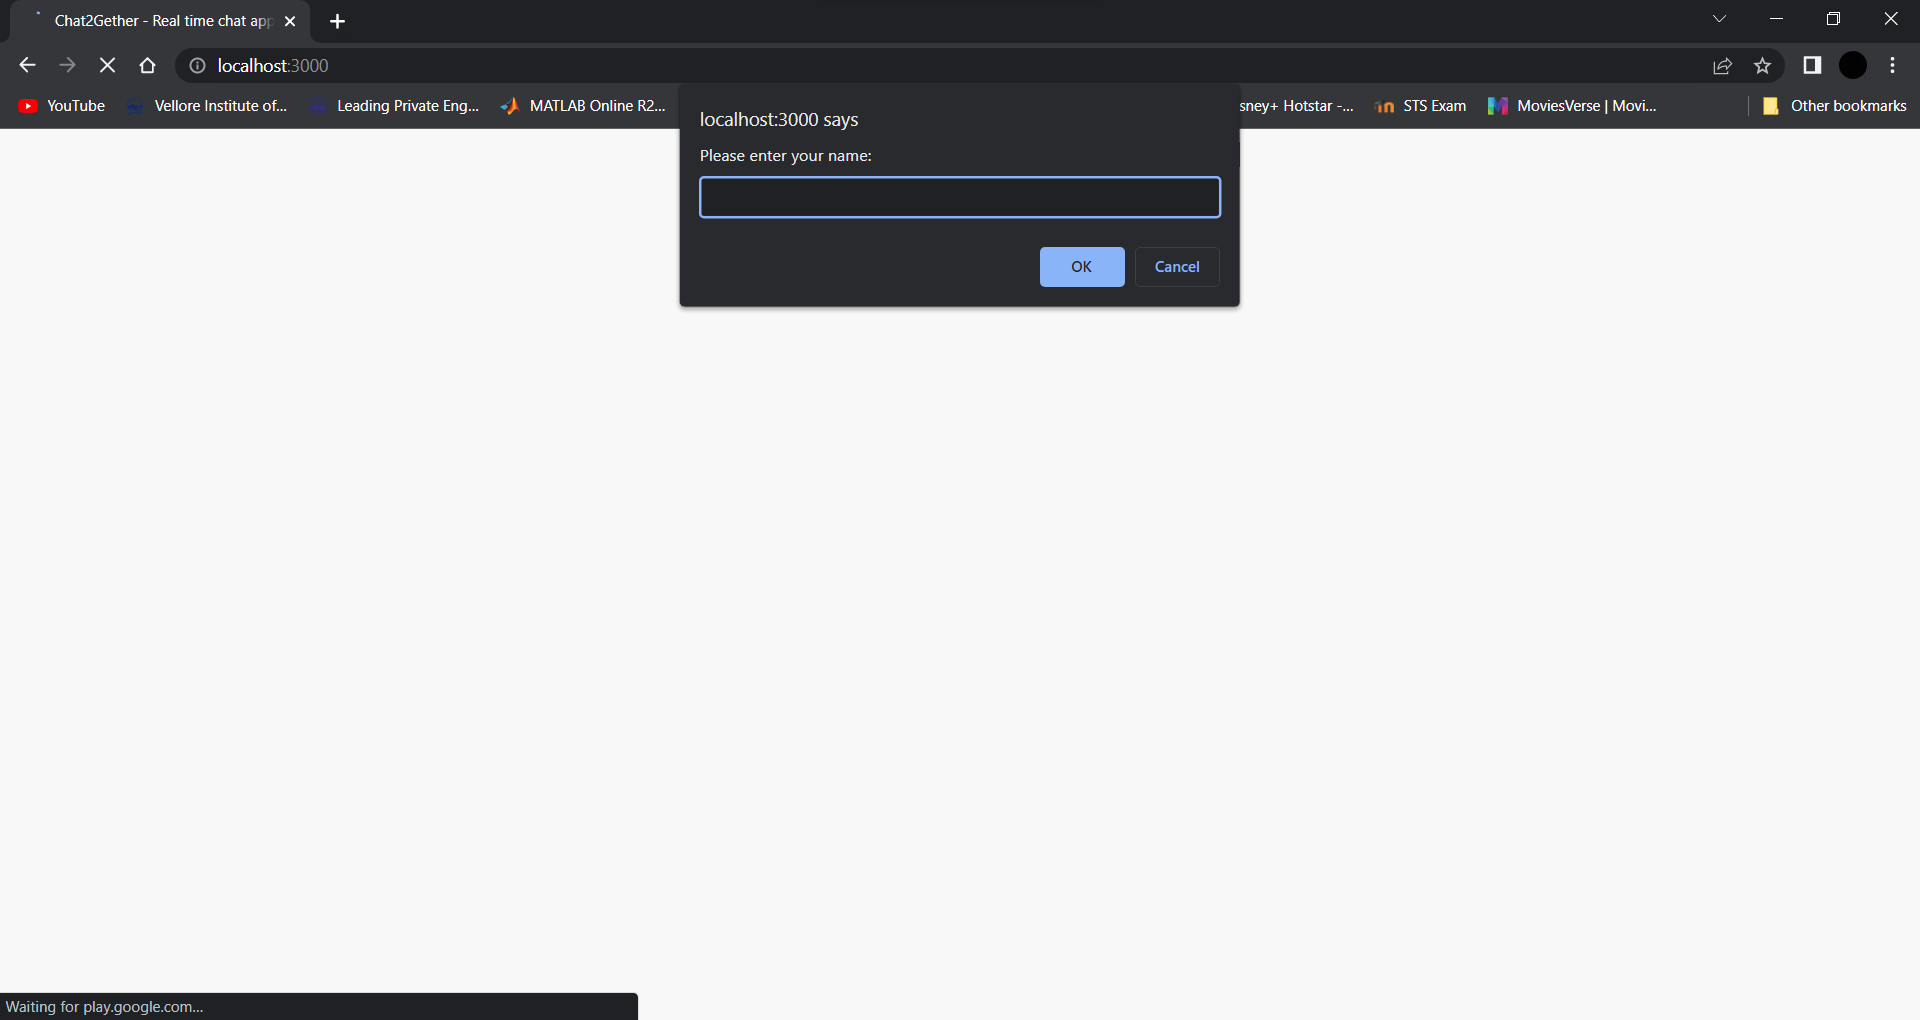 Chat2Gether - Real time chat app
localhost:3000
YouTube
Vellore Institute of...
Leading Private Eng...
MATLAB Online R2...
sney+ Hotstar -...
STS Exam
MoviesVerse | Movi...
Other bookmarks
localhost:3000 says
Please enter your name:
OK
Cancel
Waiting for play.google.com...